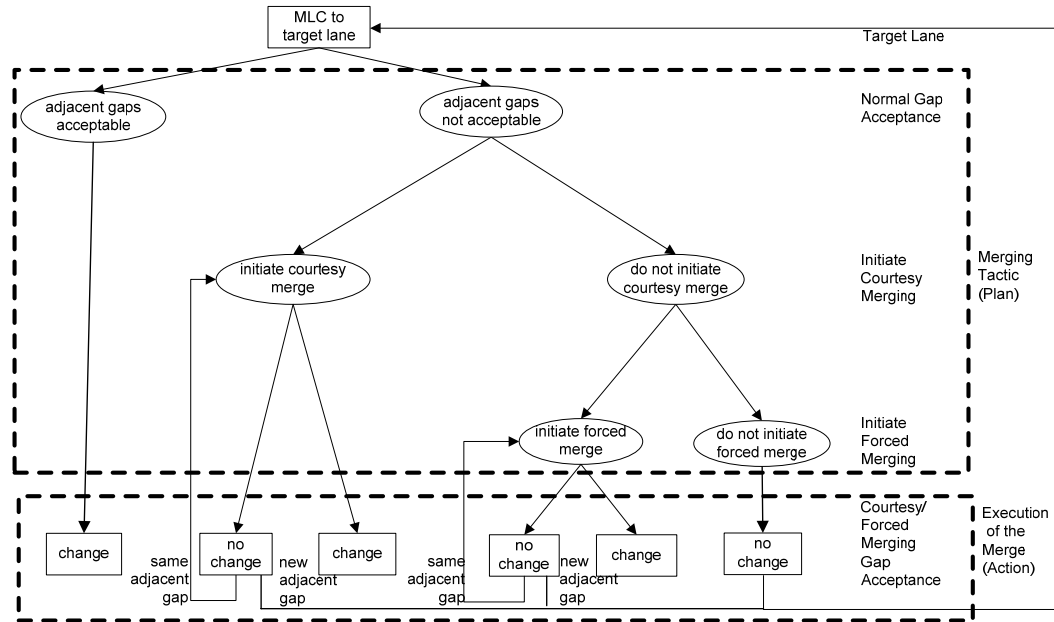 MLC to
target lane
Target Lane
adjacent gaps
acceptable
adjacent gaps
not acceptable
Normal Gap
Acceptance
initiate courtesy
merge
do not initiate
courtesy merge
Initiate
Courtesy
Merging
Merging
Tactic
(Plan)
initiate forced
merge
do not initiate
forced merge
Initiate
Forced
Merging
change
same
adjacent
gap
no
change
new
adjacent
gap
change
same
adjacent
gap
no
change
new
adjacent
gap
change
no
change
Courtesy/
Forced
Merging
Gap
Acceptance
Execution
of the
Merge
(Action)